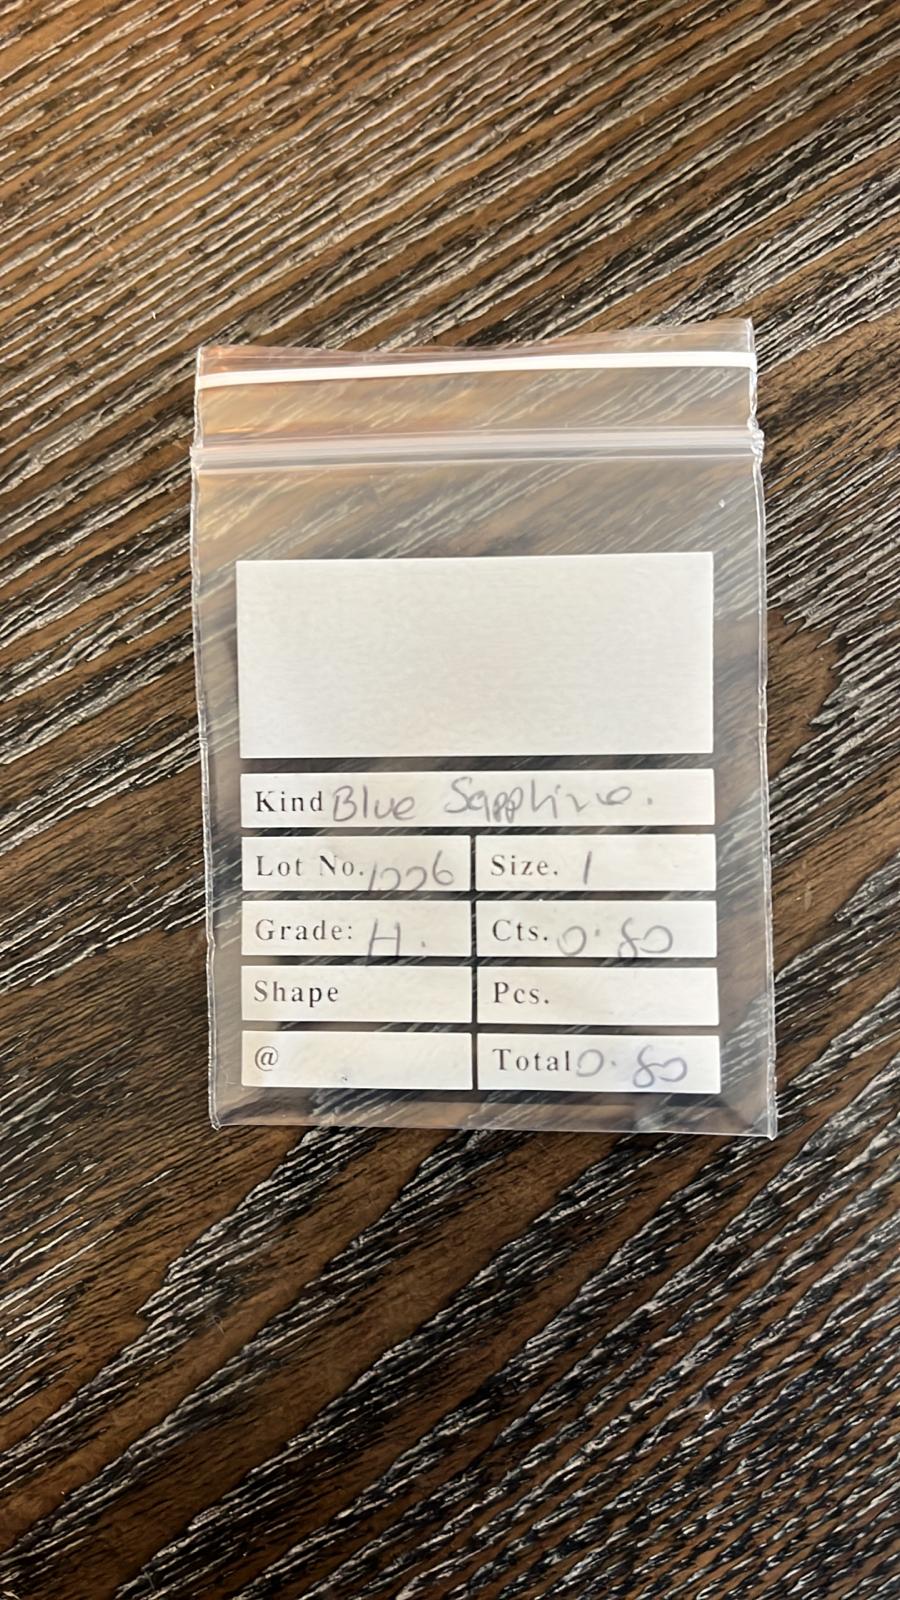 Kind Blue Sapphire.
Lot No. 1226 Size. 1
Grade: H. Cts. 0.80
Shape Pcs.
@ Total 0.80